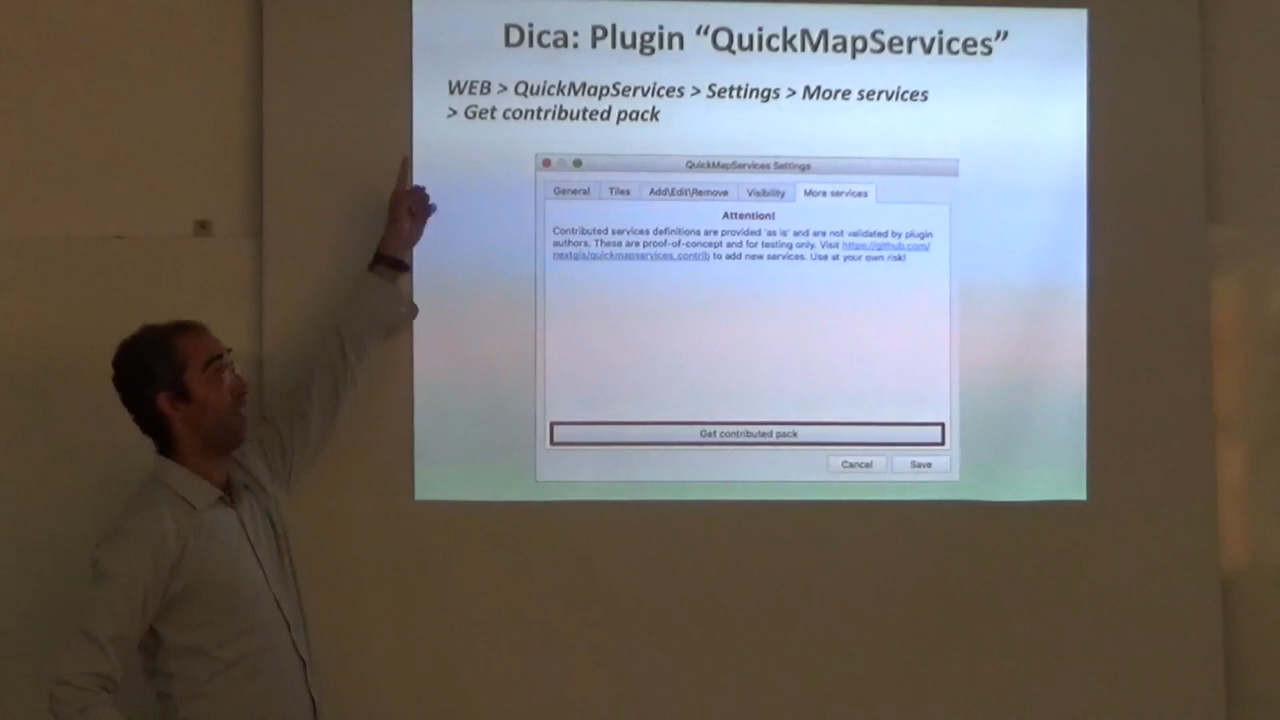 Dica: Plugin “QuickMapServices”
WEB > QuickMapServices > Settings > More services
> Get contributed pack
QuickMapServices Settings
General Tiles Add\Edit\Remove Visibility More services
Attention!
Contributed services definitions are provided 'as is' and are not validated by plugin
authors. These are proof-of-concept and for testing only. Visit https://github.com/
nextgis/quickmapservices_contrib to add new services. Use at your own risk!
Get contributed pack
Cancel Save